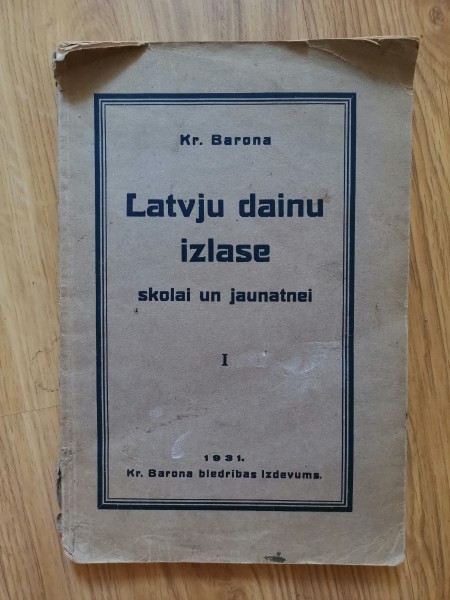 Kr. Barona
Latvju dainu
izlase
skolai un jaunatnei
I
1931.
Kr. Barona biedrības izdevums.